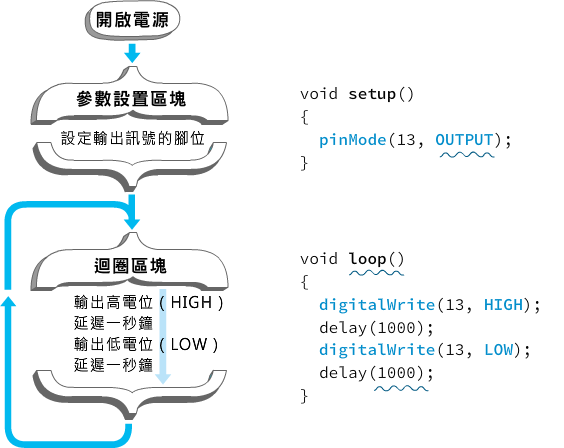 開啟電源
參數設置區塊
設定輸出訊號的腳位
迴圈區塊
輸出高電位（HIGH）
延遲一秒鐘
輸出低電位（LOW）
延遲一秒鐘
void setup()
{
pinMode(13, OUTPUT);
}
void loop()
{
digitalWrite(13, HIGH);
delay(1000);
digitalWrite(13, LOW);
delay(1000);
}